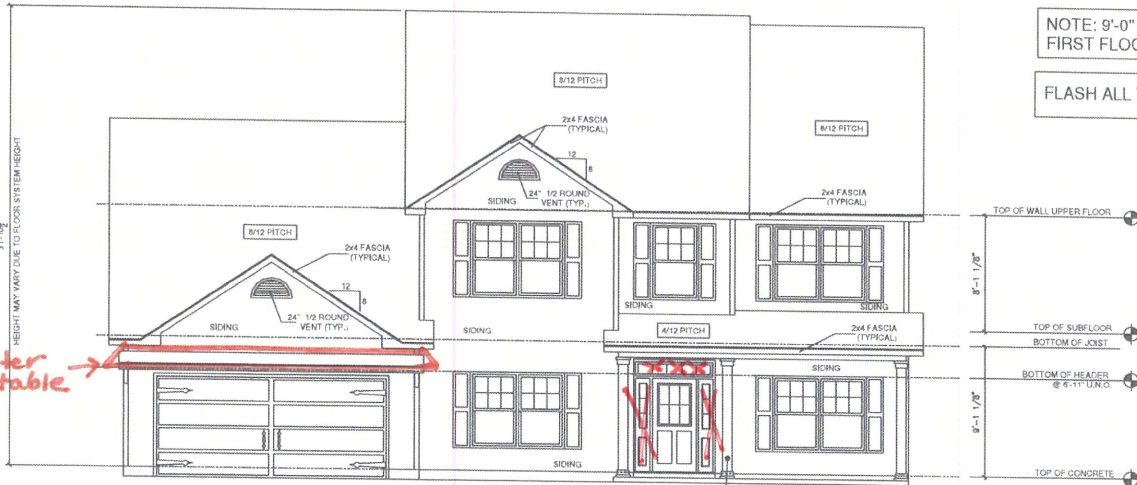 NOTE: 9'-0"
FIRST FLOO
FLASH ALL
8/12 PITCH
2x4 FASCIA
(TYPICAL)
8/12 PITCH
12
8
24" 1/2 ROUND
VENT (TYP.)
SIDING
2x4 FASCIA
(TYPICAL)
TOP OF WALL UPPER FLOOR
HEIGHT MAY VARY DUE TO FLOOR SYSTEM HEIGHT
8/12 PITCH
2x4 FASCIA
(TYPICAL)
12
8
24" 1/2 ROUND
VENT (TYP.)
SIDING
SIDING
SIDING
SIDING
8'-1 1/8"
4/12 PITCH
2x4 FASCIA
(TYPICAL)
TOP OF SUBFLOOR
BOTTOM OF JOIST
table
SIDING
BOTTOM OF HEADER
@ 6'-11" U.N.O.
9'-1 1/8"
SIDING
TOP OF CONCRETE